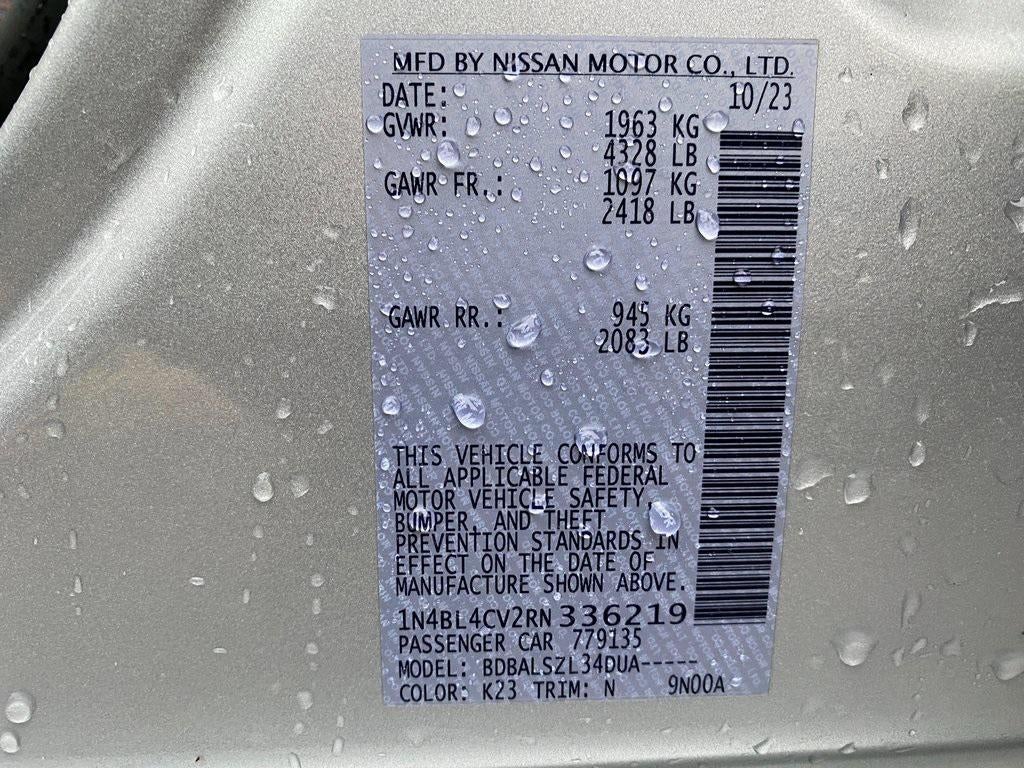 MFD BY NISSAN MOTOR CO., LTD.
DATE: 10/23
GVWR: 1963 KG
4328 LB
GAWR FR.: 1097 KG
2418 LB
GAWR RR.: 945 KG
2083 LB
THIS VEHICLE CONFORMS TO
ALL APPLICABLE FEDERAL
MOTOR VEHICLE SAFETY,
BUMPER, AND THEFT
PREVENTION STANDARDS IN
EFFECT ON THE DATE OF
MANUFACTURE SHOWN ABOVE.
1N4BL4CV2RN336219
PASSENGER CAR 779135
MODEL: BDBALSZL34DUA-----
COLOR: K23 TRIM: N 9N00A